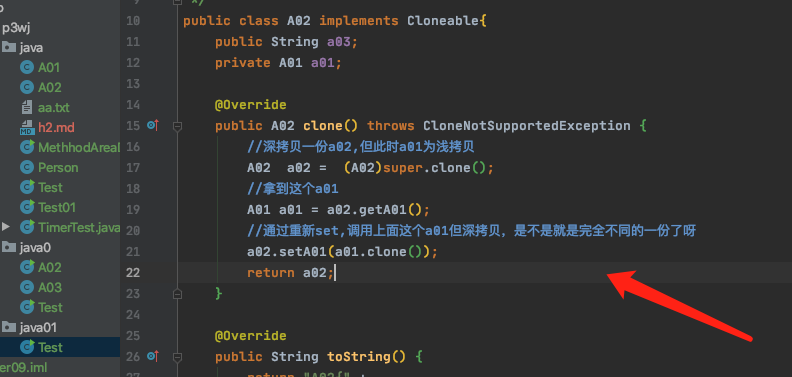 p3wj
java
A01
A02
aa.txt
h2.md
MethhodAreaD
Person
Test
Test01
TimerTest.java
java0
A02
A03
Test
java01
Test
er09.iml
9 */
10 public class A02 implements Cloneable{
11 public String a03;
12 private A01 a01;
13
14 @Override
15 public A02 clone() throws CloneNotSupportedException {
16 //深拷贝一份a02,但此时a01为浅拷贝
17 A02 a02 = (A02)super.clone();
18 //拿到这个a01
19 A01 a01 = a02.getA01();
20 //通过重新set,调用上面这个a01但深拷贝，是不是就是完全不同的一份了呀
21 a02.setA01(a01.clone());
22 return a02;
23 }
24
25 @Override
26 public String toString() {
return "A02{" +